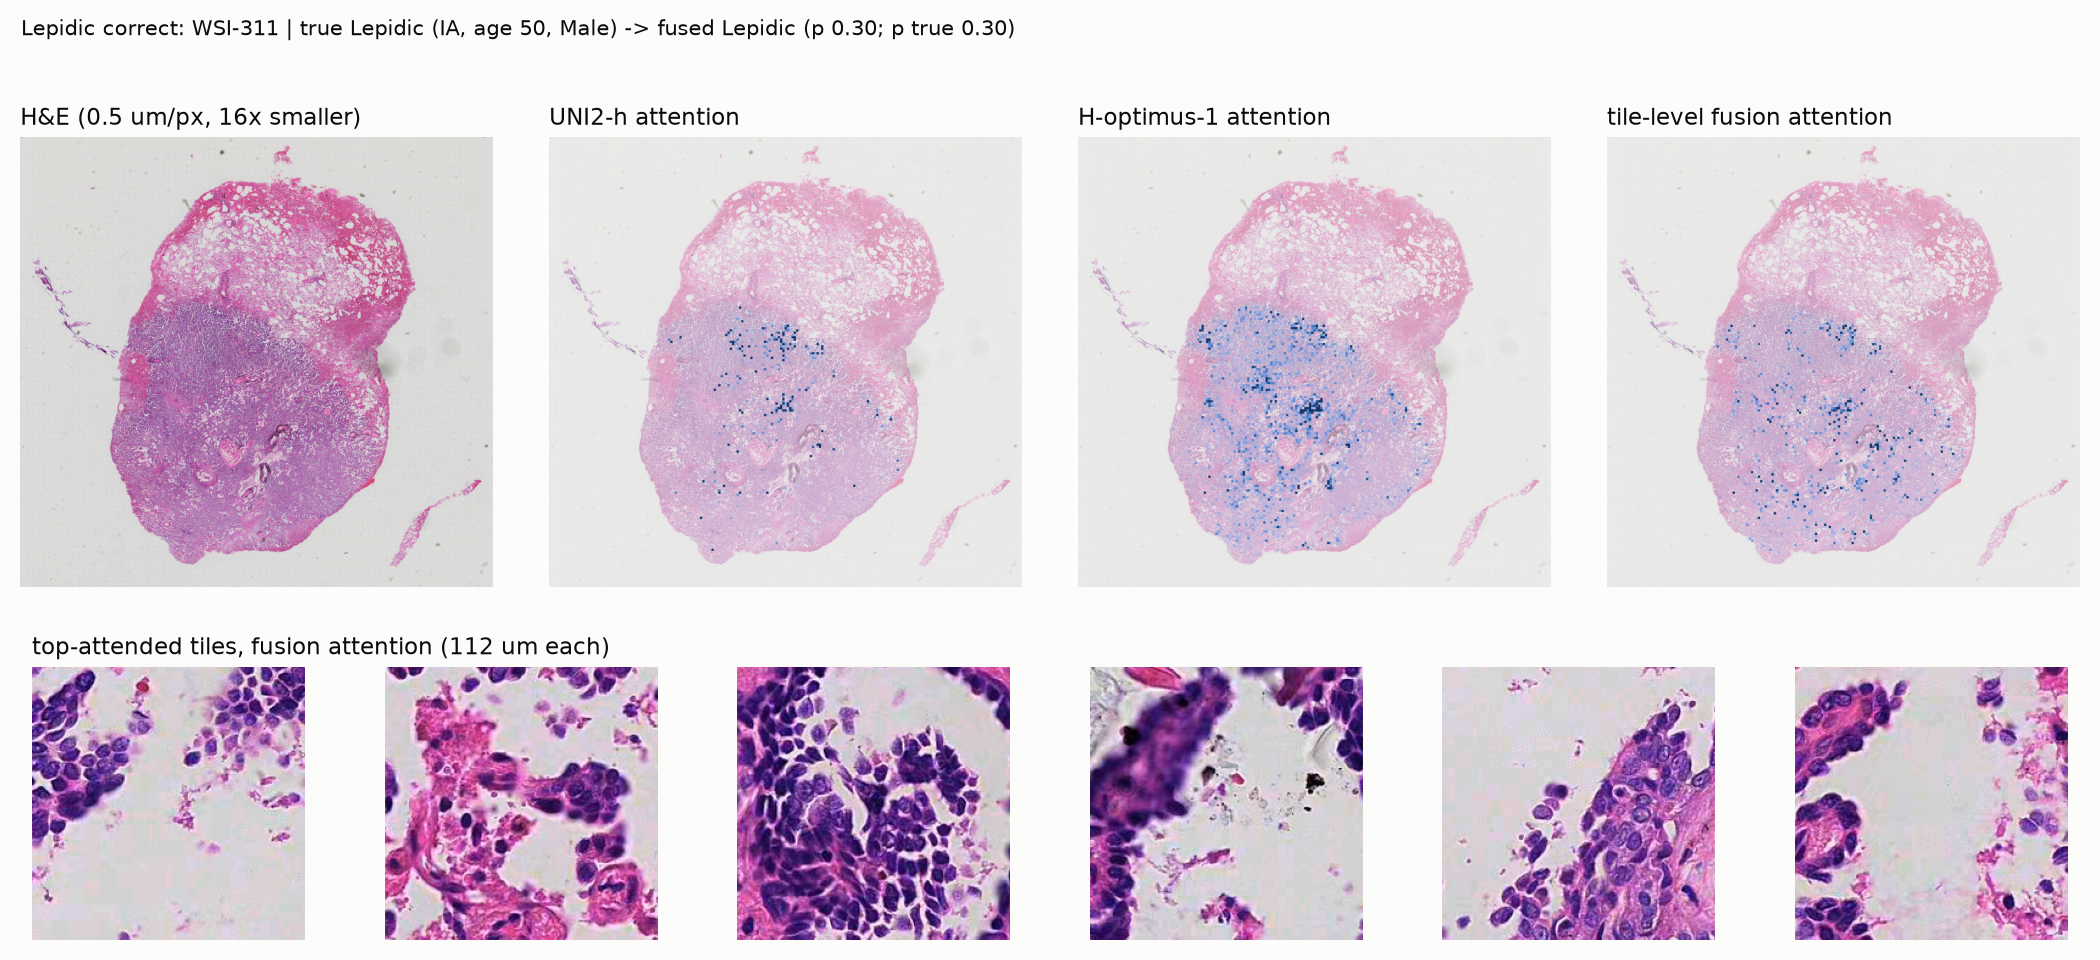 Lepidic correct: WSI-311 | true Lepidic (IA, age 50, Male) -> fused Lepidic (p 0.30; p true 0.30)
H&E (0.5 um/px, 16x smaller)
UNI2-h attention
H-optimus-1 attention
tile-level fusion attention
top-attended tiles, fusion attention (112 um each)